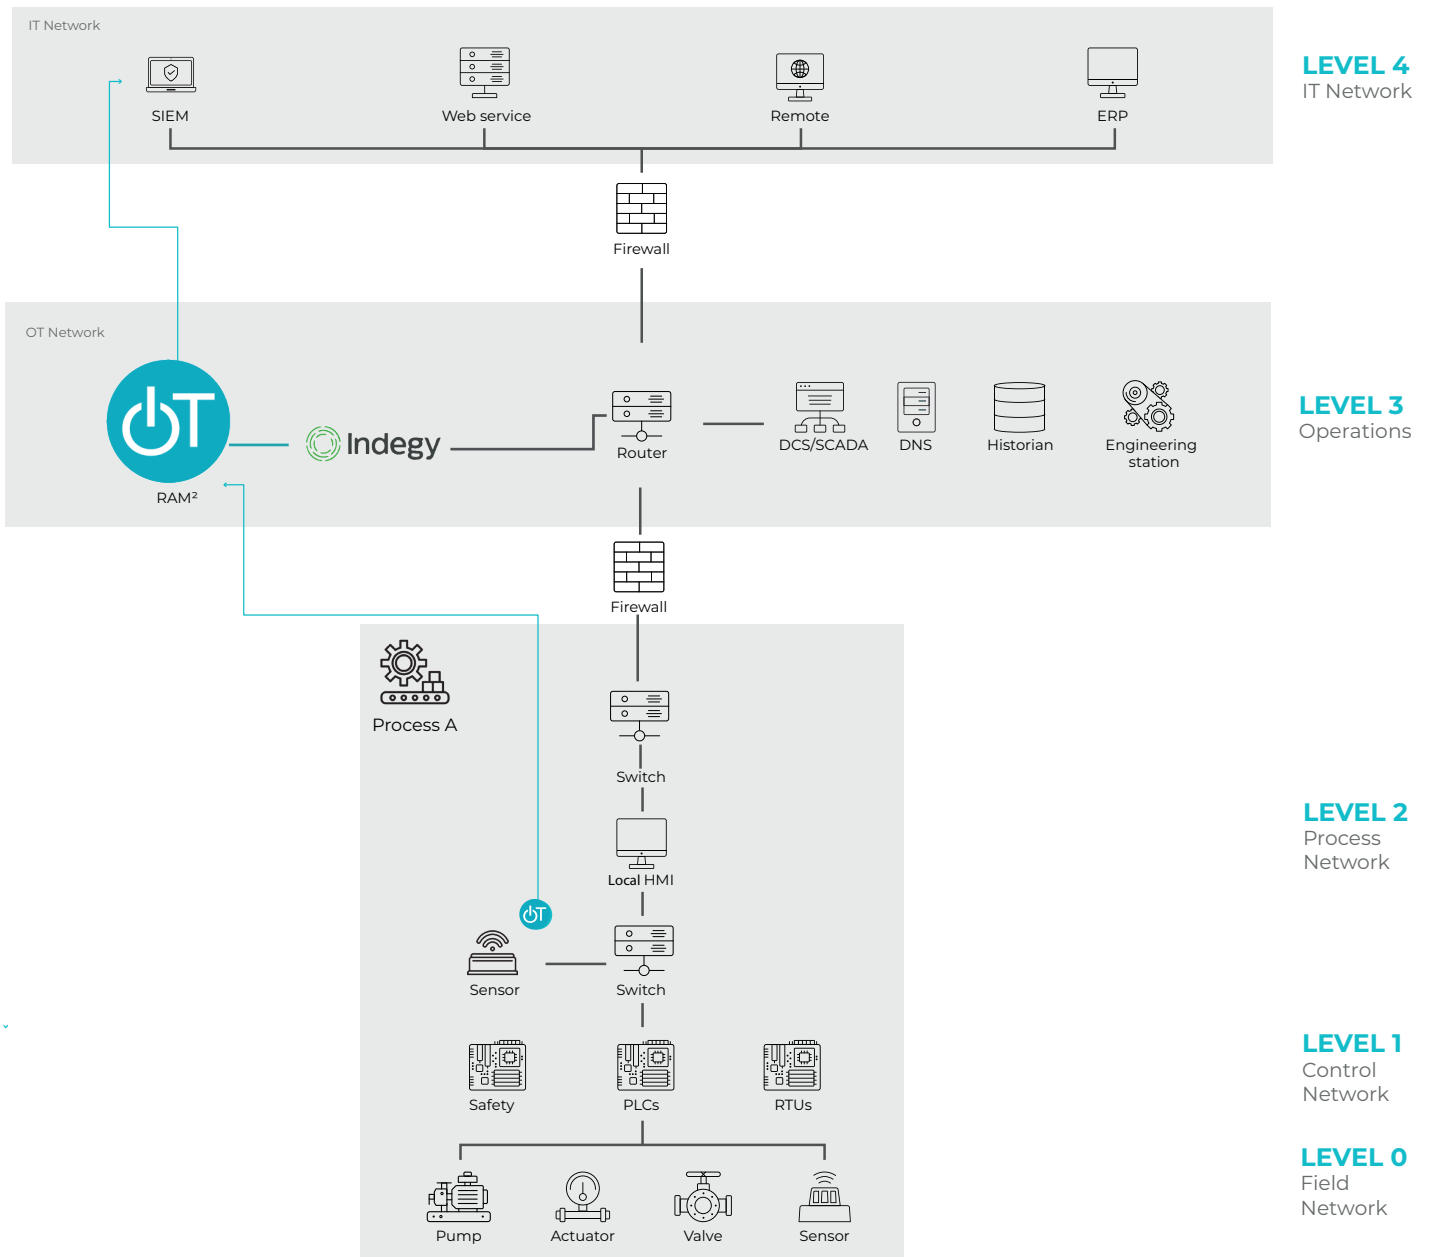 IT Network
SIEM
Web service
Remote
ERP
LEVEL 4
IT Network
Firewall
OT Network
OT
RAM²
Indegy
Router
DCS/SCADA
DNS
Historian
Engineering
station
LEVEL 3
Operations
Firewall
Process A
Switch
Local HMI
LEVEL 2
Process
Network
OT
Sensor
Switch
Safety
PLCs
RTUs
LEVEL 1
Control
Network
Pump
Actuator
Valve
Sensor
LEVEL 0
Field
Network